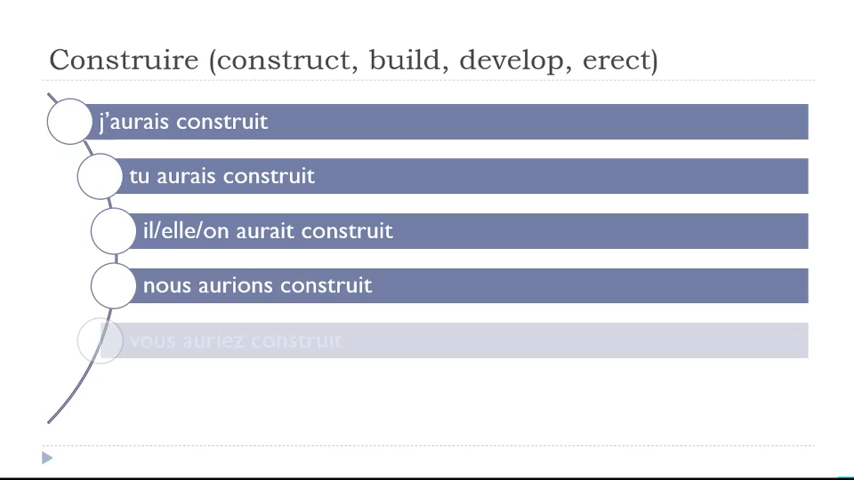 Construire (construct, build, develop, erect)
j’aurais construit
tu aurais construit
il/elle/on aurait construit
nous aurions construit
vous auriez construit